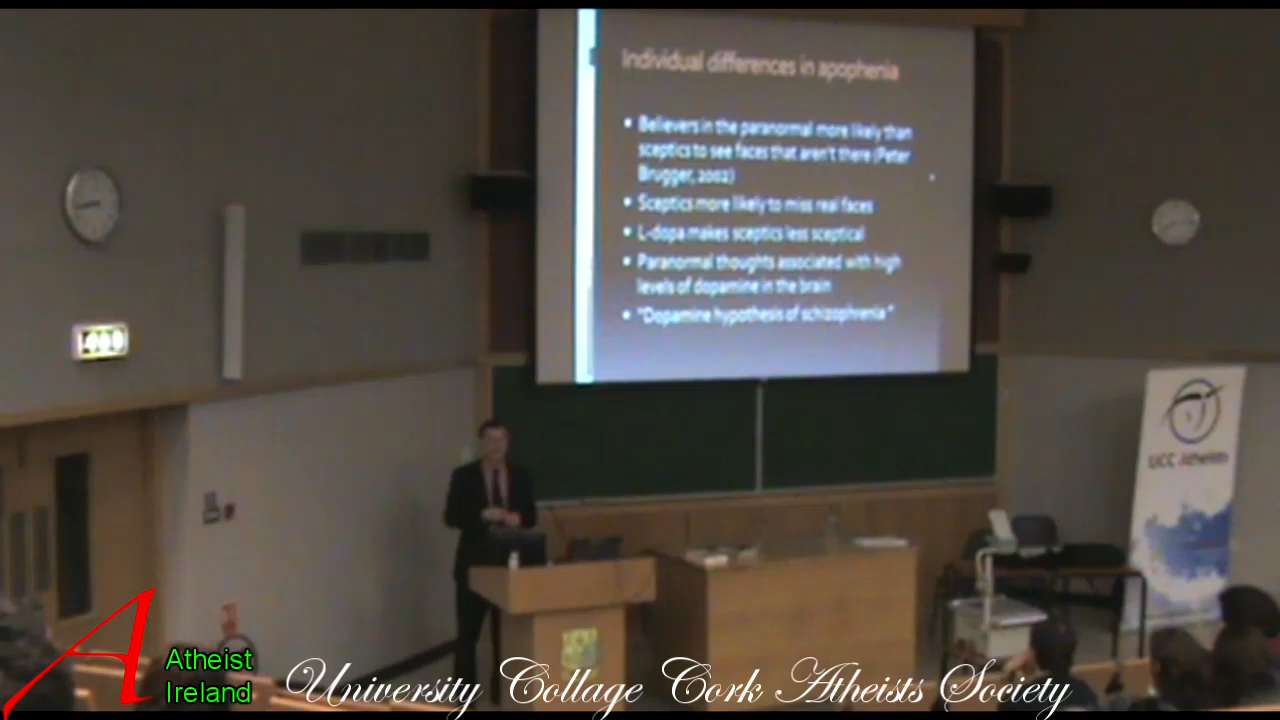 Individual differences in apophenia
• Believers in the paranormal more likely than
sceptics to see faces that aren't there (Peter
Brugger, 2002)
• Sceptics more likely to miss real faces
• L-dopa makes sceptics less sceptical
• Paranormal thoughts associated with high
levels of dopamine in the brain
• "Dopamine hypothesis of schizophrenia"
UCC Atheists
A
Atheist
Ireland
University Collage Cork Atheists Society